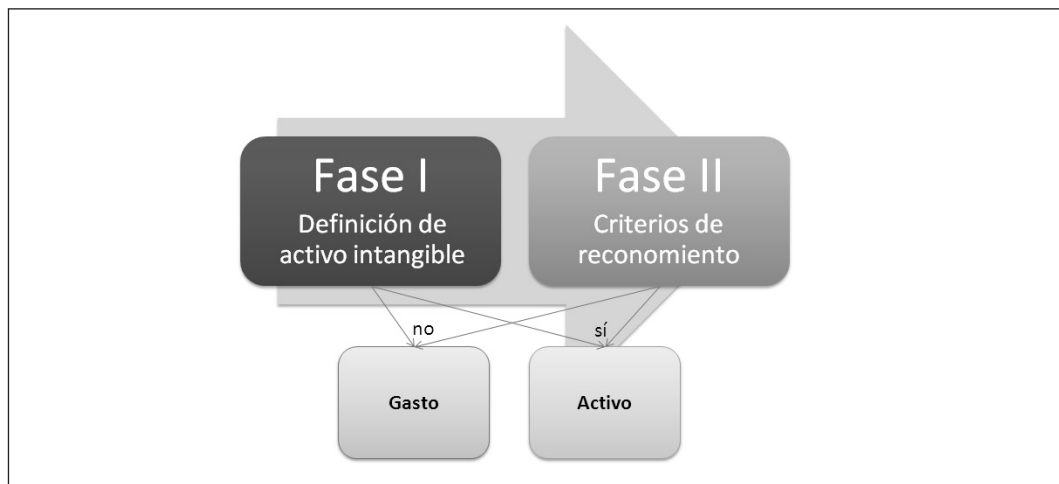 Fase I
Definición de
activo intangible
Fase II
Criterios de
reconomiento
no
sí
Gasto
Activo